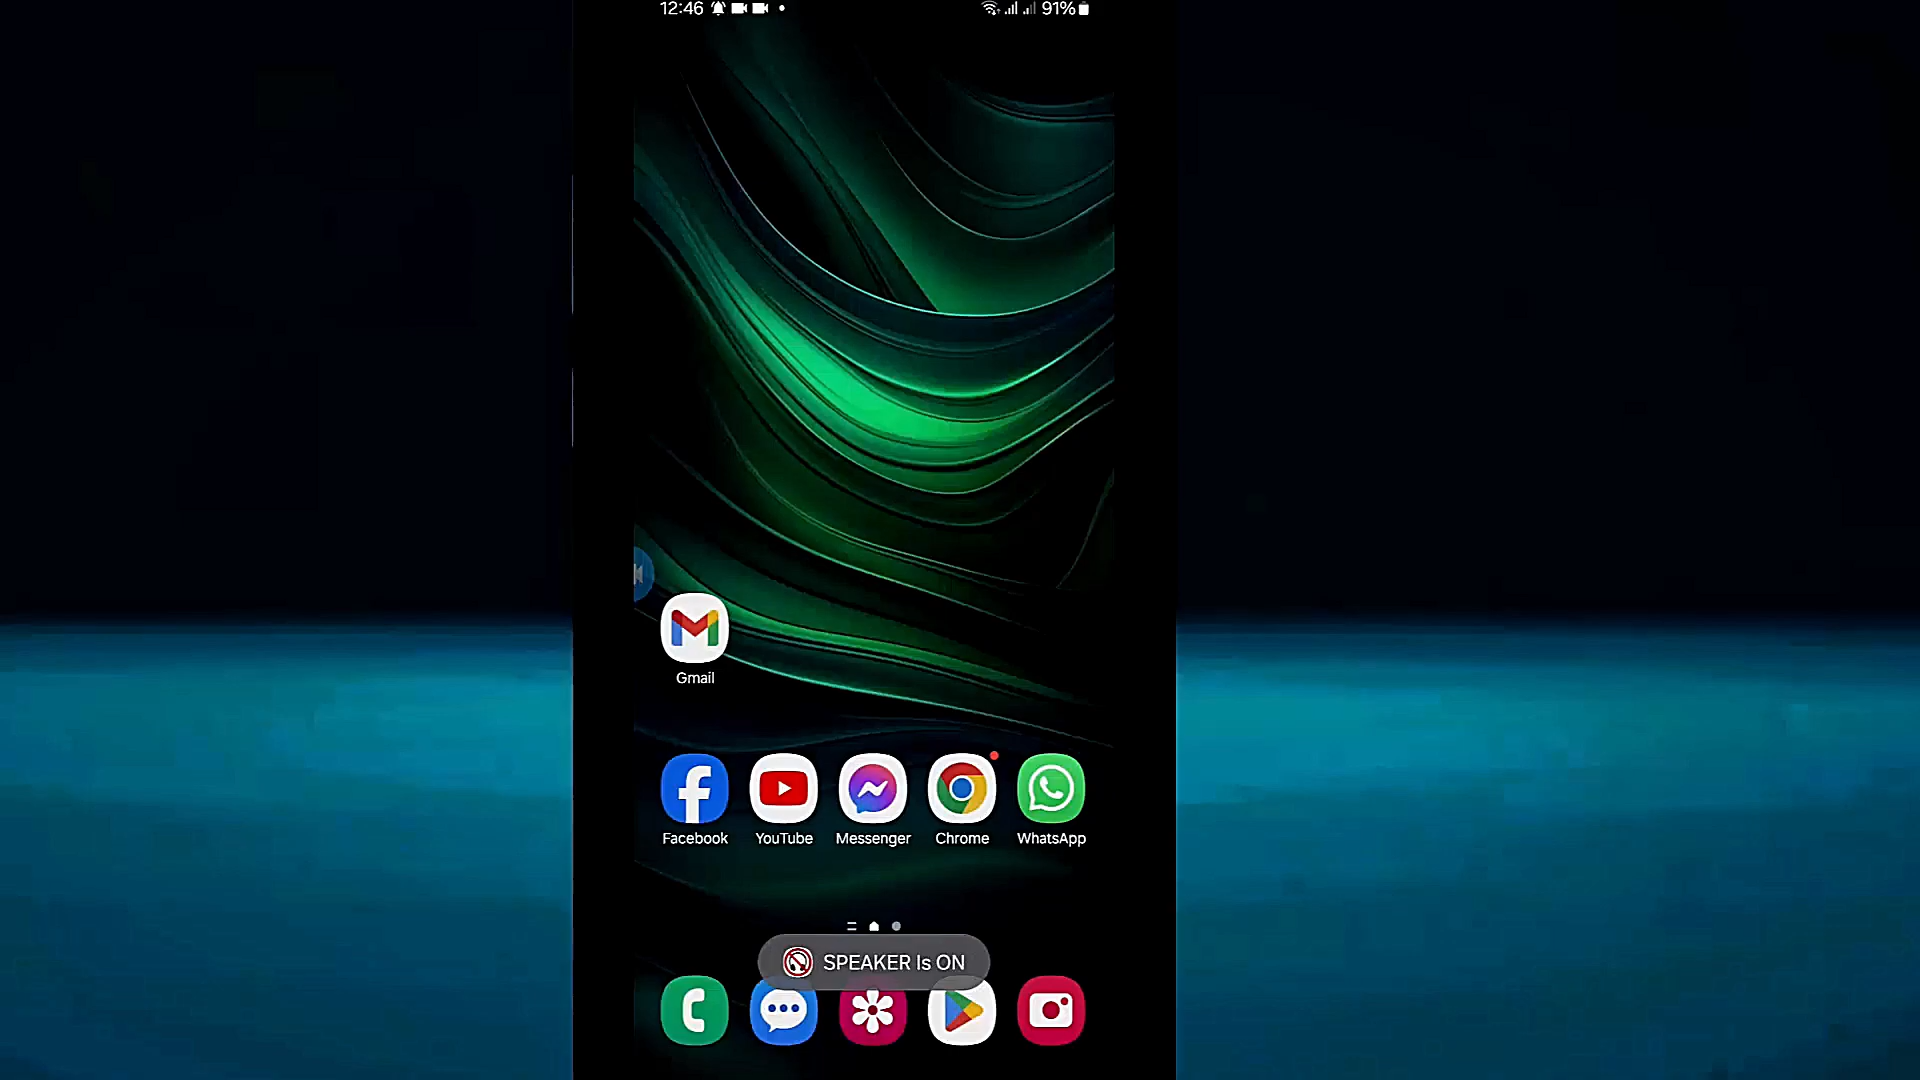 12:46
91%
Gmail
Facebook YouTube Messenger Chrome WhatsApp
SPEAKER Is ON